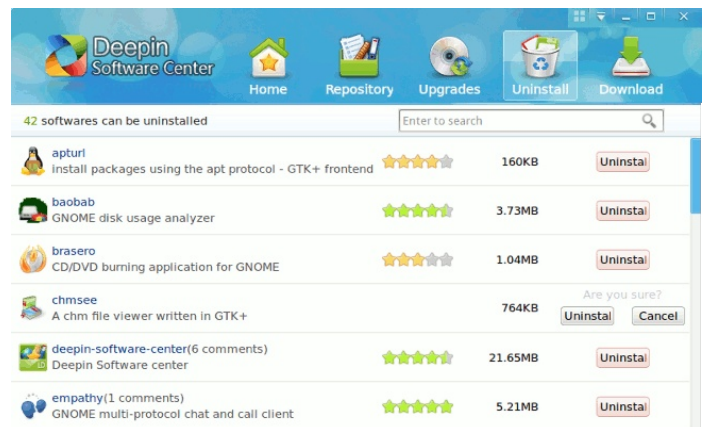 Deepin
Software Center
Home
Repository
Upgrades
Uninstall
Download
42 softwares can be uninstalled
Enter to search
apturl
install packages using the apt protocol - GTK+ frontend
160KB
Uninstal
baobab
GNOME disk usage analyzer
3.73MB
Uninstal
brasero
CD/DVD burning application for GNOME
1.04MB
Uninstal
chmsee
A chm file viewer written in GTK+
764KB
Are you sure?
Uninstal
Cancel
deepin-software-center(6 comments)
Deepin Software center
21.65MB
Uninstal
empathy(1 comments)
GNOME multi-protocol chat and call client
5.21MB
Uninstal